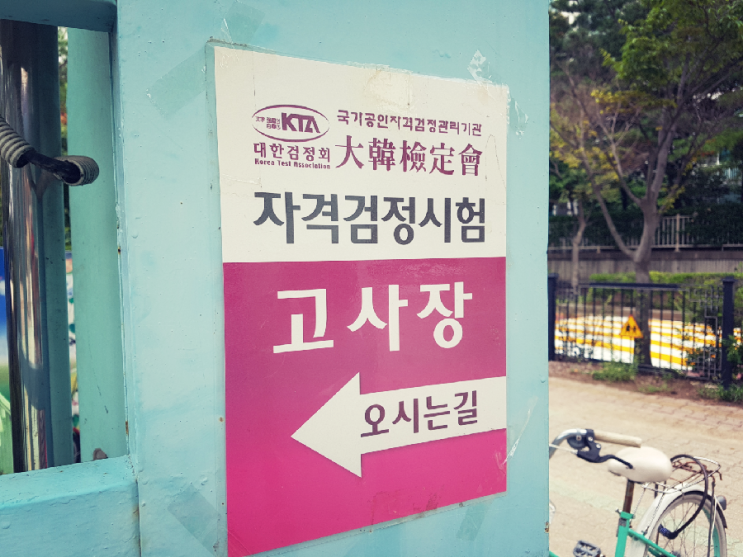 KTA
국가공인자격검정관리기관
대한검정회
Korea Test Association
大韓檢定會
자격검정시험
고사장
오시는길